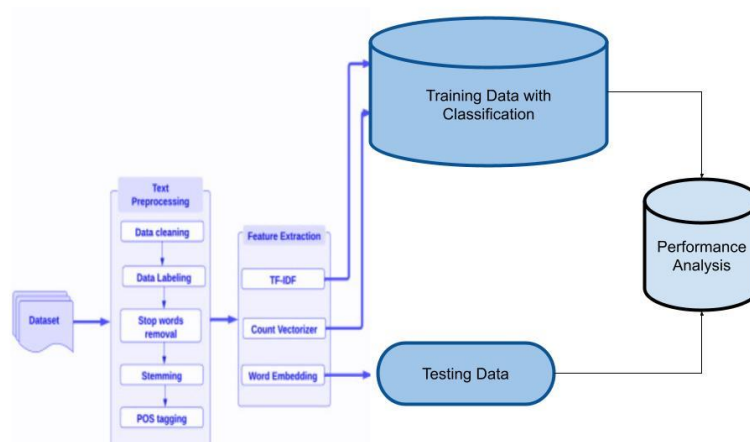 Training Data with
Classification
Text
Preprocessing
Data cleaning
Data Labeling
Stop words
removal
Stemming
POS tagging
Feature Extraction
TF-IDF
Count Vectorizer
Word Embedding
Dataset
Performance
Analysis
Testing Data